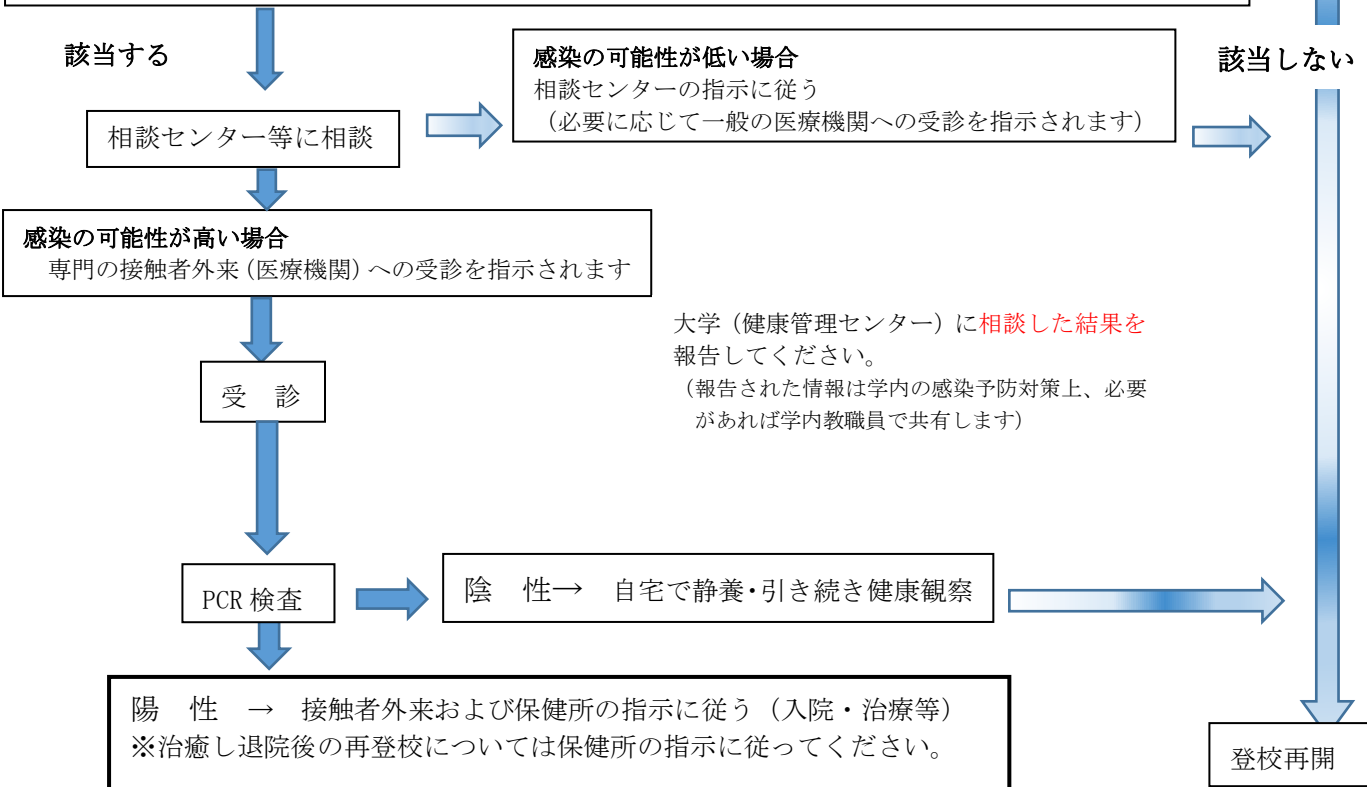 該当する
感染の可能性が低い場合
相談センターの指示に従う
（必要に応じて一般の医療機関への受診を指示されます）
該当しない
相談センター等に相談
感染の可能性が高い場合
専門の接触者外来（医療機関）への受診を指示されます
大学（健康管理センター）に相談した結果を
報告してください。
（報告された情報は学内の感染予防対策上、必要
があれば学内教職員で共有します）
受　診
PCR 検査
陰　性→　自宅で静養・引き続き健康観察
陽　性　→　接触者外来および保健所の指示に従う（入院・治療等）
※治癒し退院後の再登校については保健所の指示に従ってください。
登校再開